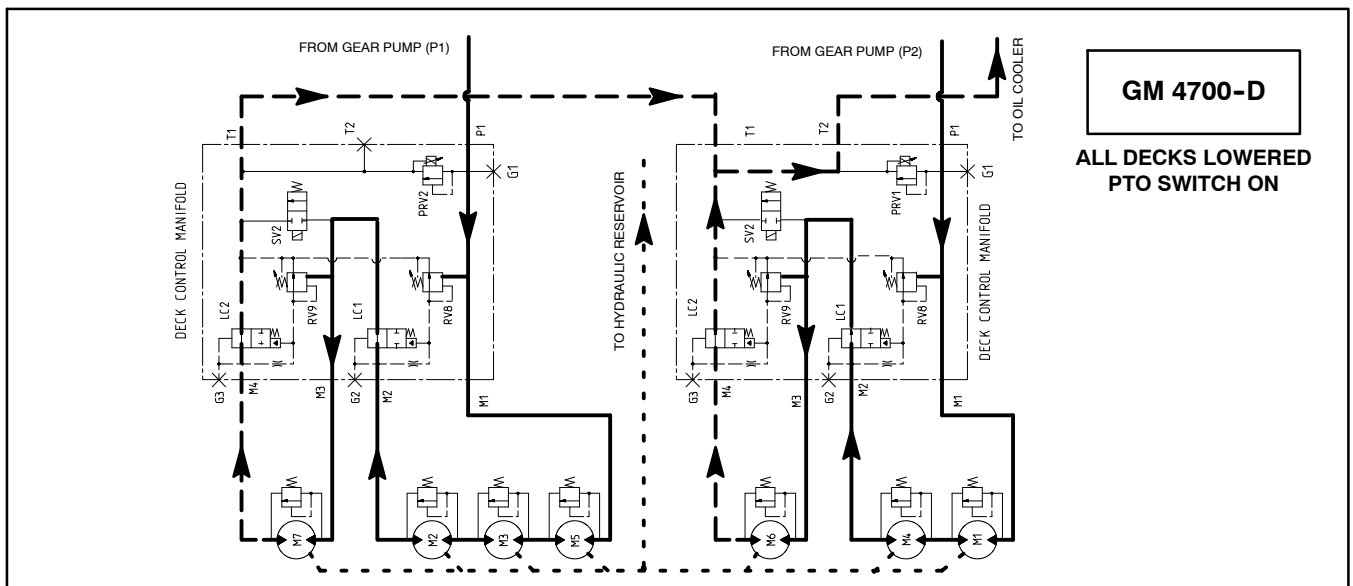 FROM GEAR PUMP (P1)
FROM GEAR PUMP (P2)
TO OIL COOLER
GM 4700-D
ALL DECKS LOWERED
PTO SWITCH ON
T1
T2
P1
G1
PRV2
SV2
DECK CONTROL MANIFOLD
LC2
RV9
LC1
RV8
G3
M4
M3
G2
M2
M1
M7
M2
M3
M5
TO HYDRAULIC RESERVOIR
T1
T2
P1
G1
PRV1
SV2
DECK CONTROL MANIFOLD
LC2
RV9
LC1
RV8
G3
M4
M3
G2
M2
M1
M6
M4
M1